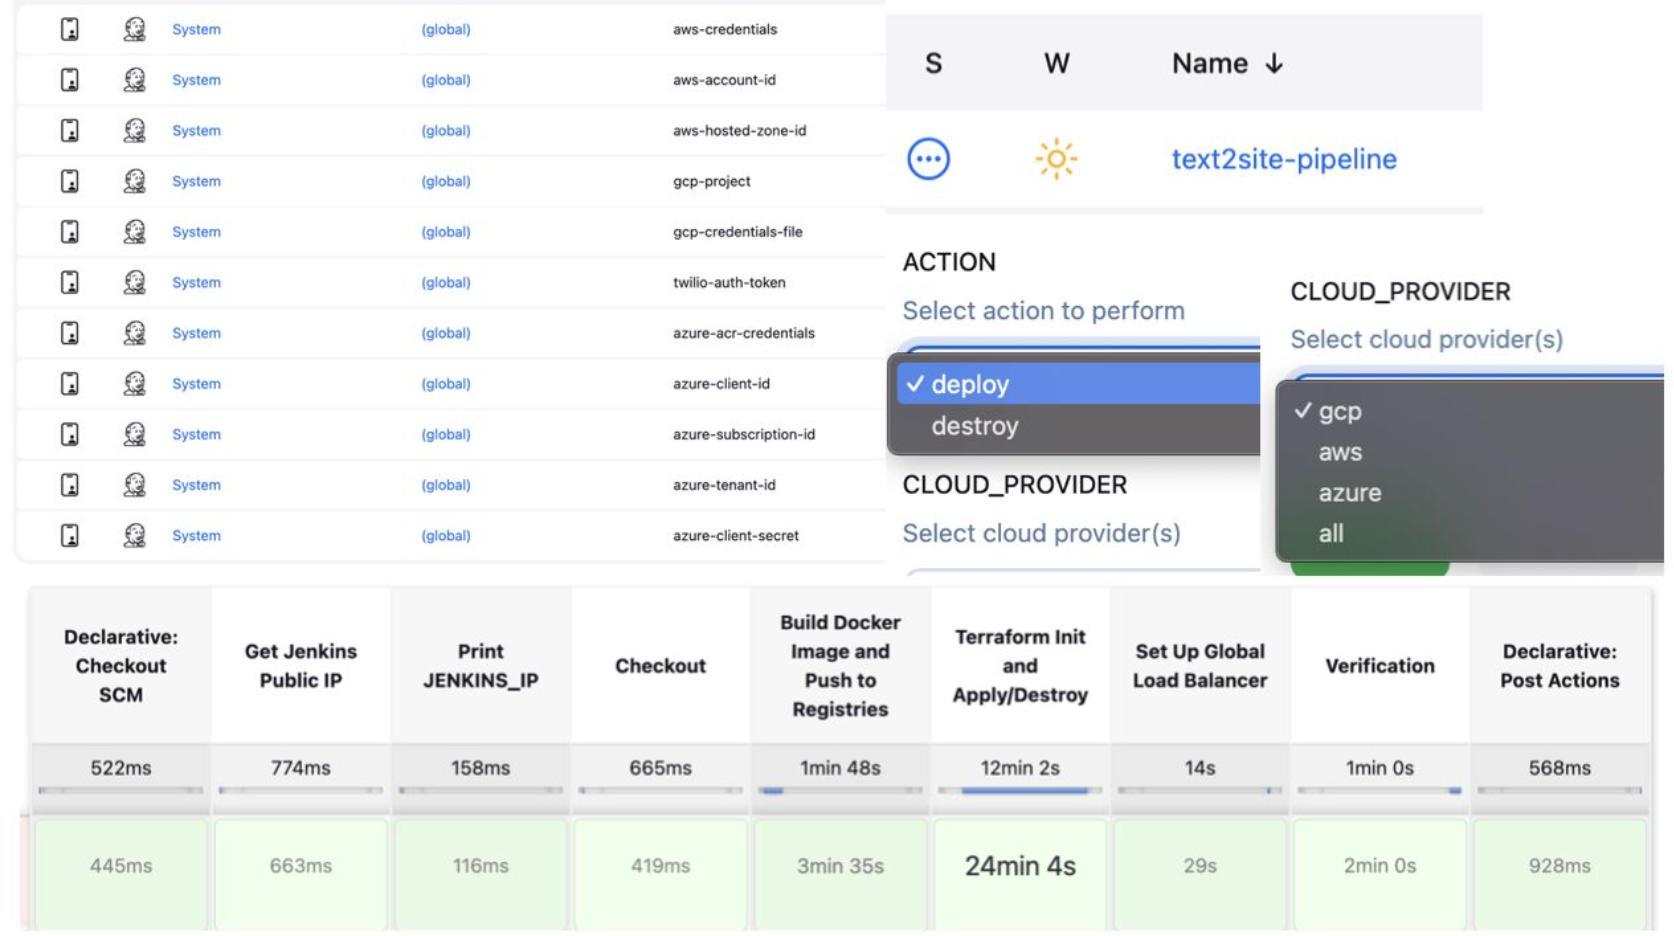 System (global) aws-credentials
System (global) aws-account-id
System (global) aws-hosted-zone-id
System (global) gcp-project
System (global) gcp-credentials-file
System (global) twilio-auth-token
System (global) azure-acr-credentials
System (global) azure-client-id
System (global) azure-subscription-id
System (global) azure-tenant-id
System (global) azure-client-secret
S W Name ↓
text2site-pipeline
ACTION
Select action to perform
✓ deploy
destroy
CLOUD_PROVIDER
Select cloud provider(s)
CLOUD_PROVIDER
Select cloud provider(s)
✓ gcp
aws
azure
all
Declarative:
Checkout
SCM
Get Jenkins
Public IP
Print
JENKINS_IP
Checkout
Build Docker
Image and
Push to
Registries
Terraform Init
and
Apply/Destroy
Set Up Global
Load Balancer
Verification
Declarative:
Post Actions
522ms 774ms 158ms 665ms 1min 48s 12min 2s 14s 1min 0s 568ms
445ms 663ms 116ms 419ms 3min 35s 24min 4s 29s 2min 0s 928ms